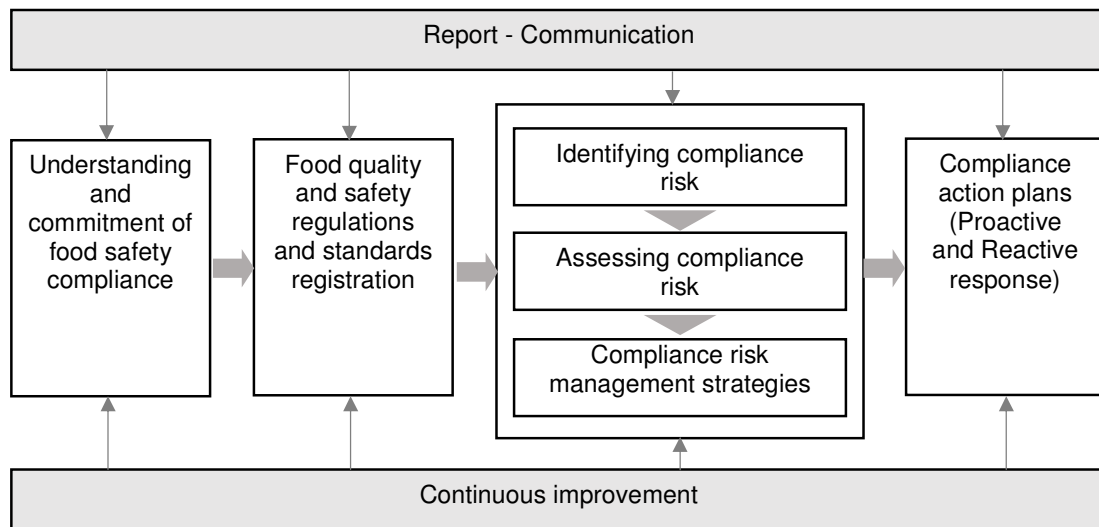 Report - Communication
Understanding
and
commitment of
food safety
compliance
Food quality
and safety
regulations
and standards
registration
Identifying compliance
risk
Assessing compliance
risk
Compliance risk
management strategies
Compliance
action plans
(Proactive
and Reactive
response)
Continuous improvement